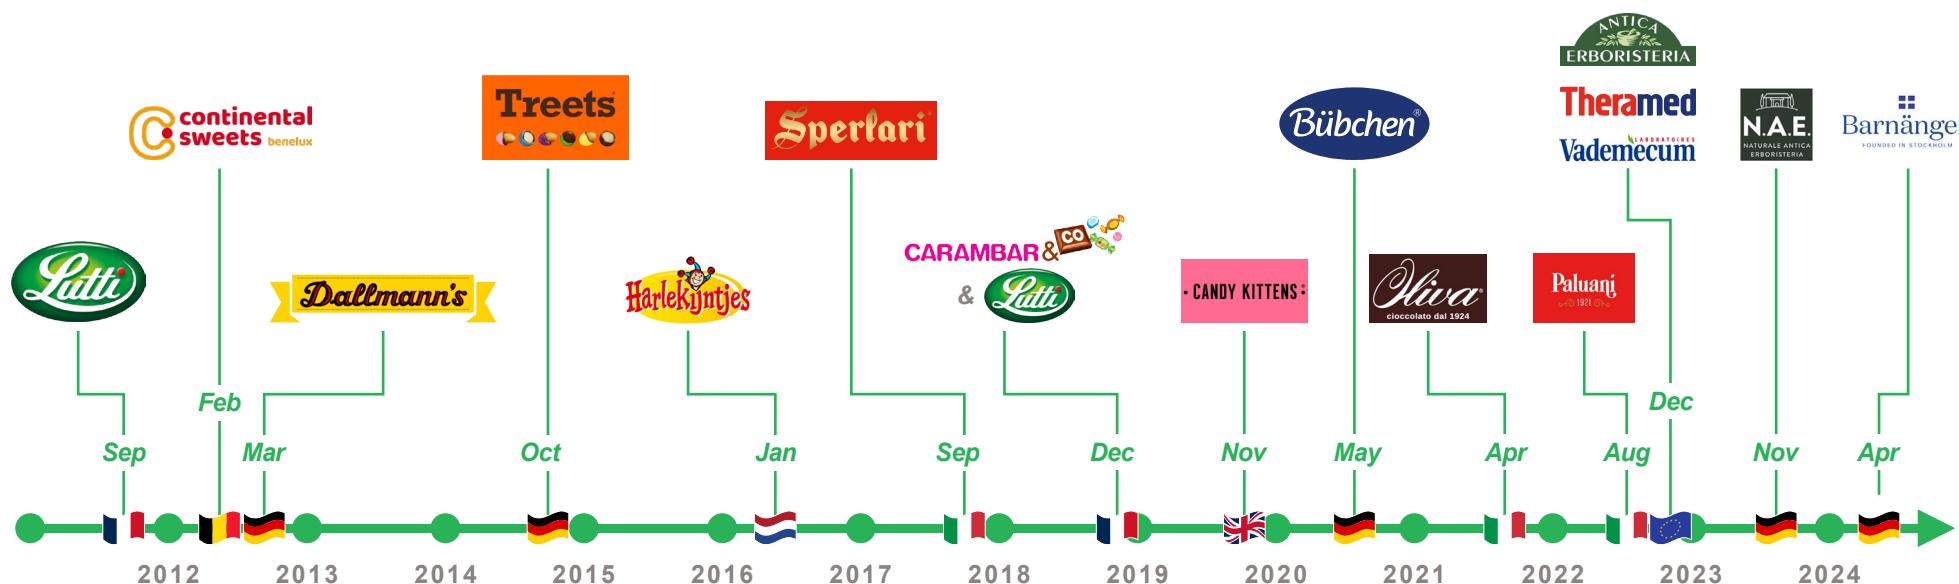 ANTICA
ERBORISTERIA
continental
sweets benelux
Treets
Sperlari
Bübchen®
Theramed
LABORATOIRES
Vademecum
N.A.E.
NATURALE ANTICA
ERBORISTERIA
Barnänge
FOUNDED IN STOCKHOLM
Lutti
Dallmann's
Harlekijntjes
CARAMBAR & CO
& Lutti
· CANDY KITTENS ·
Oliva
cioccolato dal 1924
Paluani
1921
Feb
Dec
Sep
Mar
Oct
Jan
Sep
Dec
Nov
May
Apr
Aug
Nov
Apr
2012
2013
2014
2015
2016
2017
2018
2019
2020
2021
2022
2023
2024